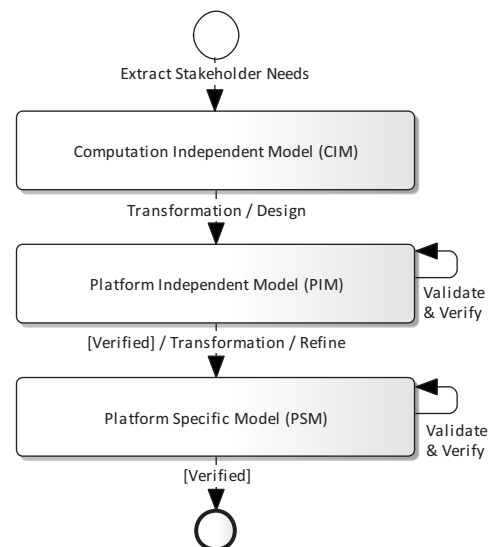 Extract Stakeholder Needs
Computation Independent Model (CIM)
Transformation / Design
Platform Independent Model (PIM)
Validate
& Verify
[Verified] / Transformation / Refine
Platform Specific Model (PSM)
Validate
& Verify
[Verified]